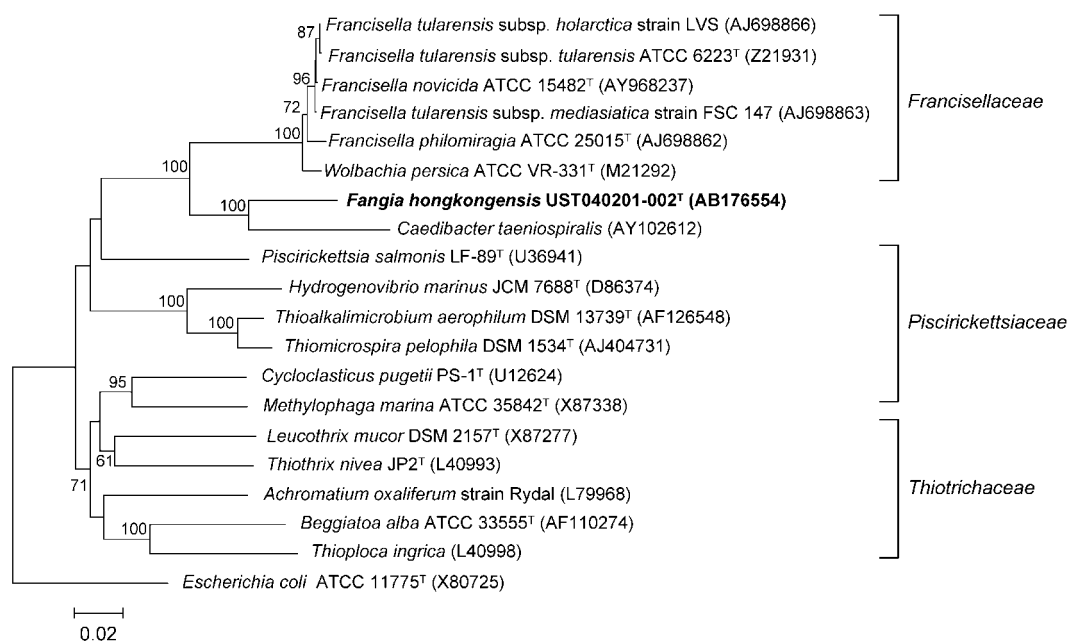 87
Francisella tularensis subsp. holarctica strain LVS (AJ698866)
Francisella tularensis subsp. tularensis ATCC 6223ᵀ (Z21931)
96
Francisella novicida ATCC 15482ᵀ (AY968237)
72
Francisella tularensis subsp. mediasiatica strain FSC 147 (AJ698863)
Francisellaceae
100
Francisella philomiragia ATCC 25015ᵀ (AJ698862)
100
Wolbachia persica ATCC VR-331ᵀ (M21292)
100
Fangia hongkongensis UST040201-002ᵀ (AB176554)
Caedibacter taeniospiralis (AY102612)
Piscirickettsia salmonis LF-89ᵀ (U36941)
100
Hydrogenovibrio marinus JCM 7688ᵀ (D86374)
100
Thioalkalimicrobium aerophilum DSM 13739ᵀ (AF126548)
Piscirickettsiaceae
Thiomicrospira pelophila DSM 1534ᵀ (AJ404731)
95
Cycloclasticus pugetii PS-1ᵀ (U12624)
Methylophaga marina ATCC 35842ᵀ (X87338)
Leucothrix mucor DSM 2157ᵀ (X87277)
61
Thiothrix nivea JP2ᵀ (L40993)
71
Thiotrichaceae
Achromatium oxaliferum strain Rydal (L79968)
100
Beggiatoa alba ATCC 33555ᵀ (AF110274)
Thioploca ingrica (L40998)
Escherichia coli ATCC 11775ᵀ (X80725)
0.02